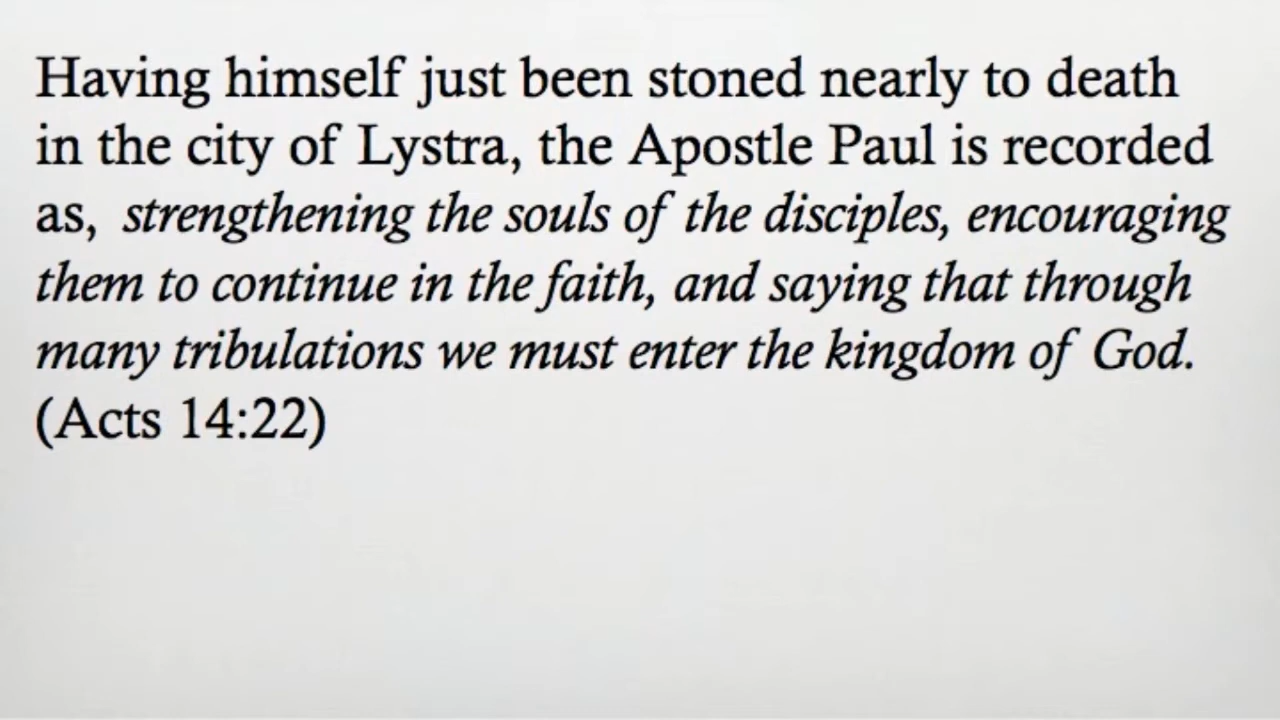 Having himself just been stoned nearly to death
in the city of Lystra, the Apostle Paul is recorded
as, strengthening the souls of the disciples, encouraging
them to continue in the faith, and saying that through
many tribulations we must enter the kingdom of God.
(Acts 14:22)